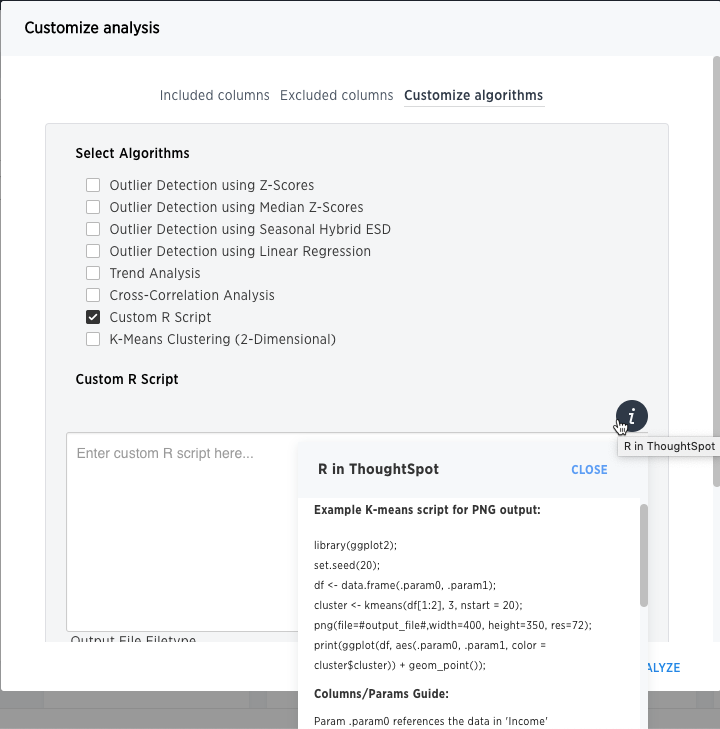 Customize analysis
Included columns Excluded columns Customize algorithms
Select Algorithms
Outlier Detection using Z-Scores
Outlier Detection using Median Z-Scores
Outlier Detection using Seasonal Hybrid ESD
Outlier Detection using Linear Regression
Trend Analysis
Cross-Correlation Analysis
Custom R Script
K-Means Clustering (2-Dimensional)
Custom R Script
i
R in ThoughtSpot
Enter custom R script here...
R in ThoughtSpot CLOSE
Example K-means script for PNG output:
library(ggplot2);
set.seed(20);
df <- data.frame(.param0, .param1);
cluster <- kmeans(df[1:2], 3, nstart = 20);
png(file=#output_file#,width=400, height=350, res=72);
print(ggplot(df, aes(.param0, .param1, color =
cluster$cluster)) + geom_point());
Columns/Params Guide:
Param .param0 references the data in 'Income'
Output File Filetype
ALYZE